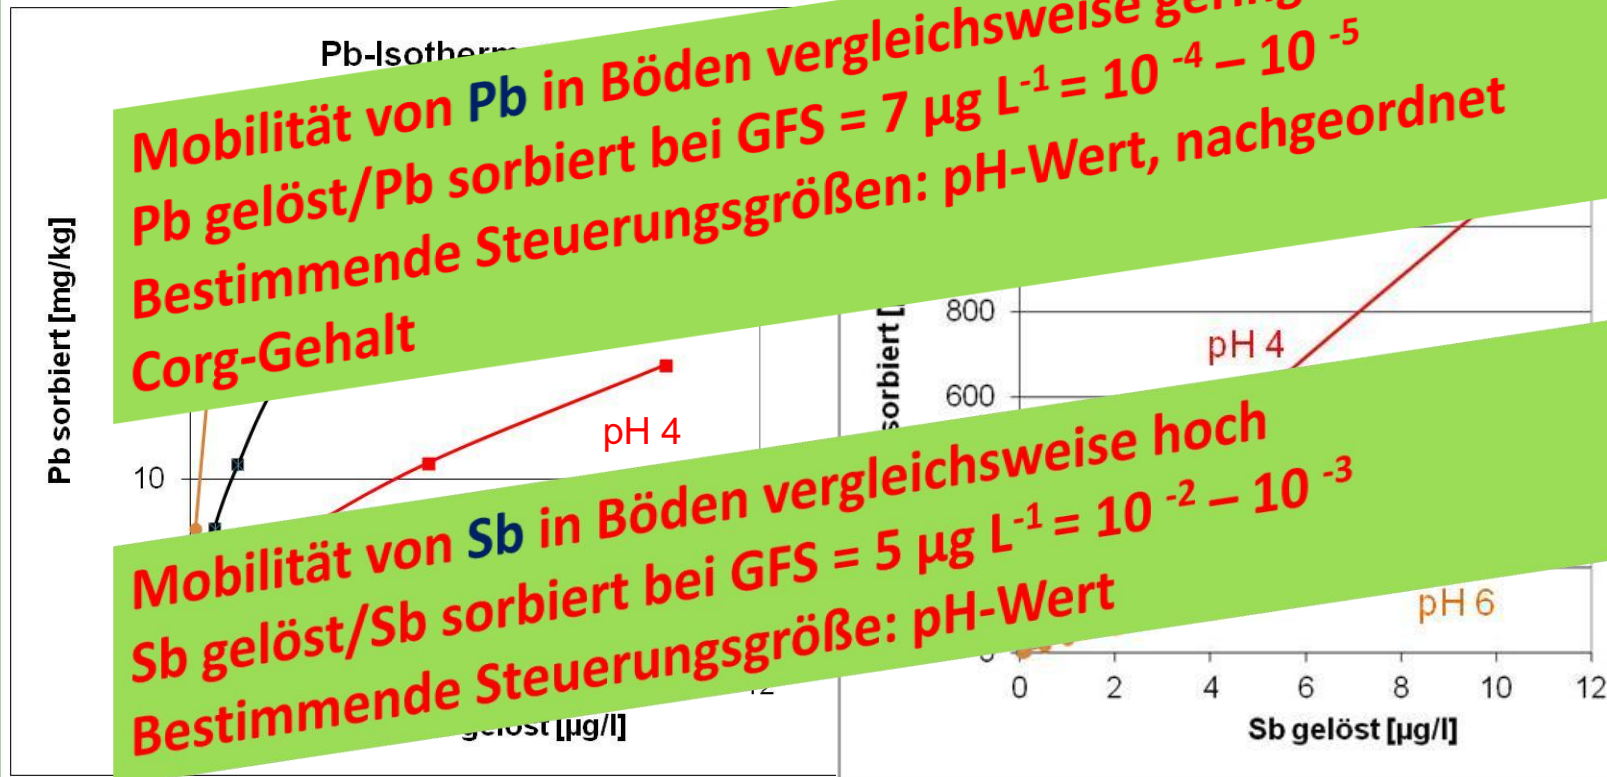 Pb-Isotherm
Mobilität von Pb in Böden vergleichsweise gering
Pb gelöst/Pb sorbiert bei GFS = 7 µg L-1 = 10 -4 – 10 -5
Bestimmende Steuerungsgrößen: pH-Wert, nachgeordnet
Corg-Gehalt
Pb sorbiert [mg/kg]
10
pH 4
12
gelöst [µg/l]
sorbiert [
800
600
pH 4
pH 6
0 2 4 6 8 10 12
Sb gelöst [µg/l]
Mobilität von Sb in Böden vergleichsweise hoch
Sb gelöst/Sb sorbiert bei GFS = 5 µg L-1 = 10 -2 – 10 -3
Bestimmende Steuerungsgröße: pH-Wert